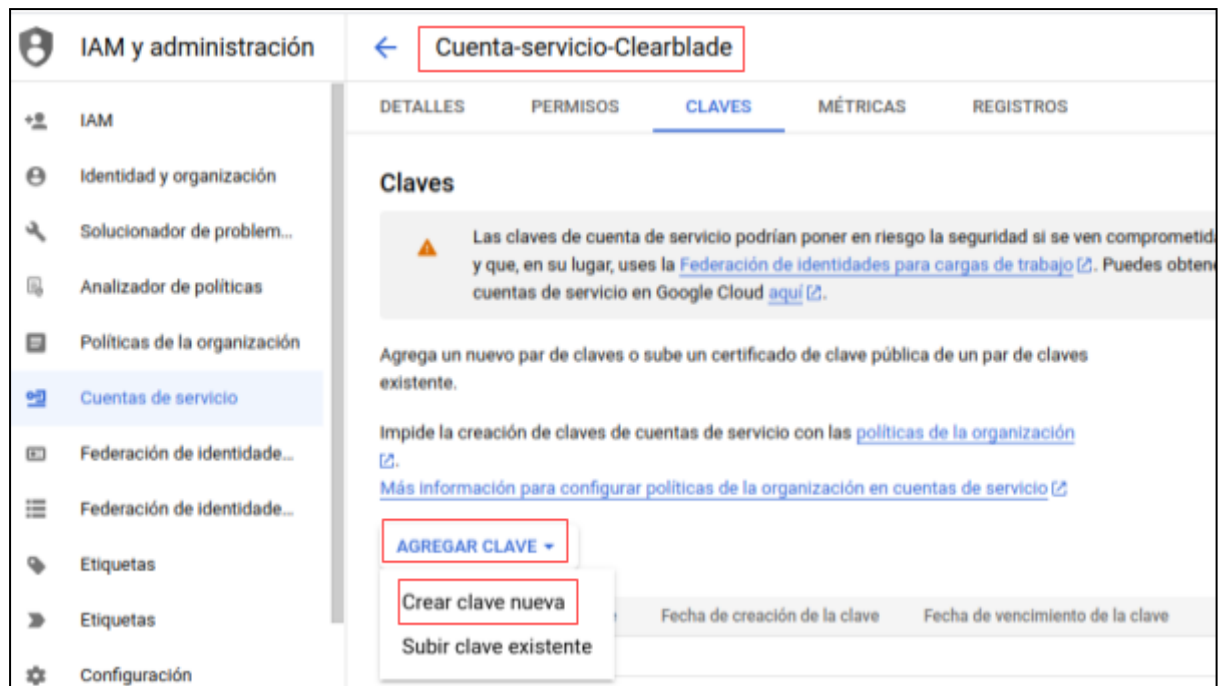 IAM y administración
Cuenta-servicio-Clearblade
IAM
Identidad y organización
Solucionador de problem...
Analizador de políticas
Políticas de la organización
Cuentas de servicio
Federación de identidade...
Federación de identidade...
Etiquetas
Etiquetas
Configuración
DETALLES PERMISOS CLAVES MÉTRICAS REGISTROS
Claves
Las claves de cuenta de servicio podrían poner en riesgo la seguridad si se ven
y que, en su lugar, uses la Federación de identidades para cargas de trabajo. Puedes
cuentas de servicio en Google Cloud aquí.
Agrega un nuevo par de claves o sube un certificado de clave pública de un par de claves
existente.
Impide la creación de claves de cuentas de servicio con las políticas de la organización
.
Más información para configurar políticas de la organización en cuentas de servicio
AGREGAR CLAVE
Crear clave nueva
Subir clave existente
Fecha de creación de la clave Fecha de vencimiento de la clave